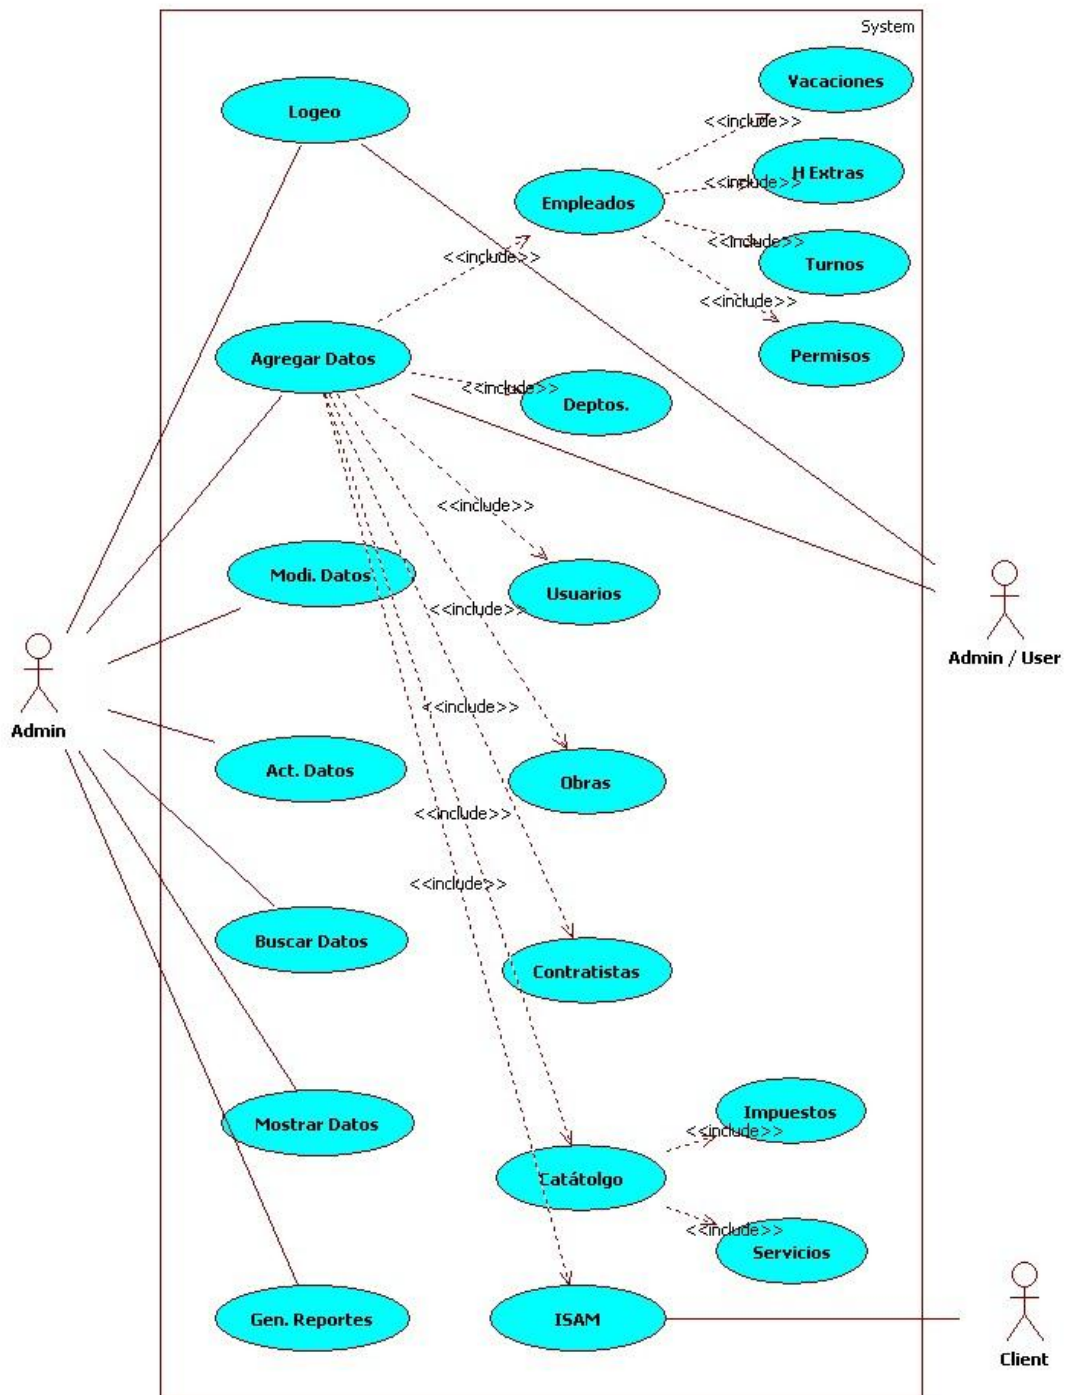 System
Vacaciones
Logeo
<<include>>
H Extras
<<include>>
Empleados
<<include>>
<<include>>
Turnos
<<include>>
Agregar Datos
Permisos
<<include>>
Deptos.
<<include>>
Modi. Datos
Usuarios
<<include>>
Admin / User
Admin
<<include>>
Act. Datos
Obras
<<include>>
<<include>>
Buscar Datos
Contratistas
Mostrar Datos
Impuestos
<<include>>
Catátolgo
<<include>>
Servicios
Gen. Reportes
ISAM
Client